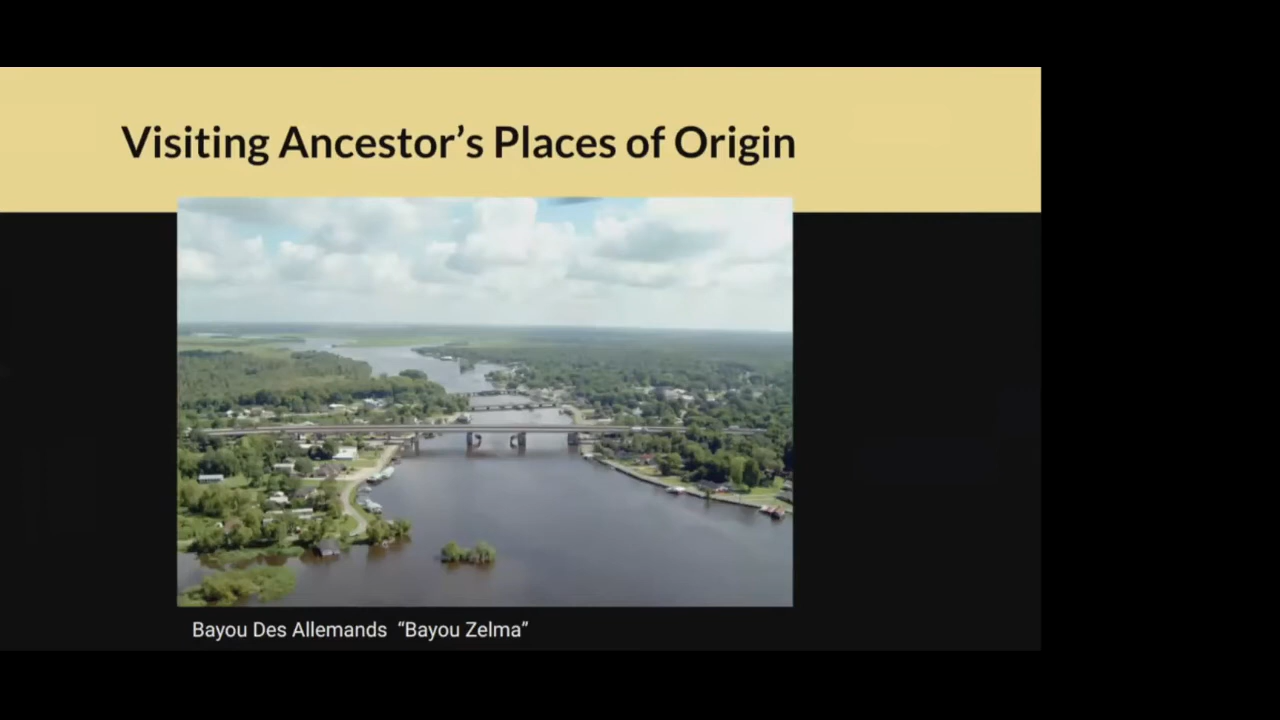 Visiting Ancestor’s Places of Origin
Bayou Des Allemands “Bayou Zelma”